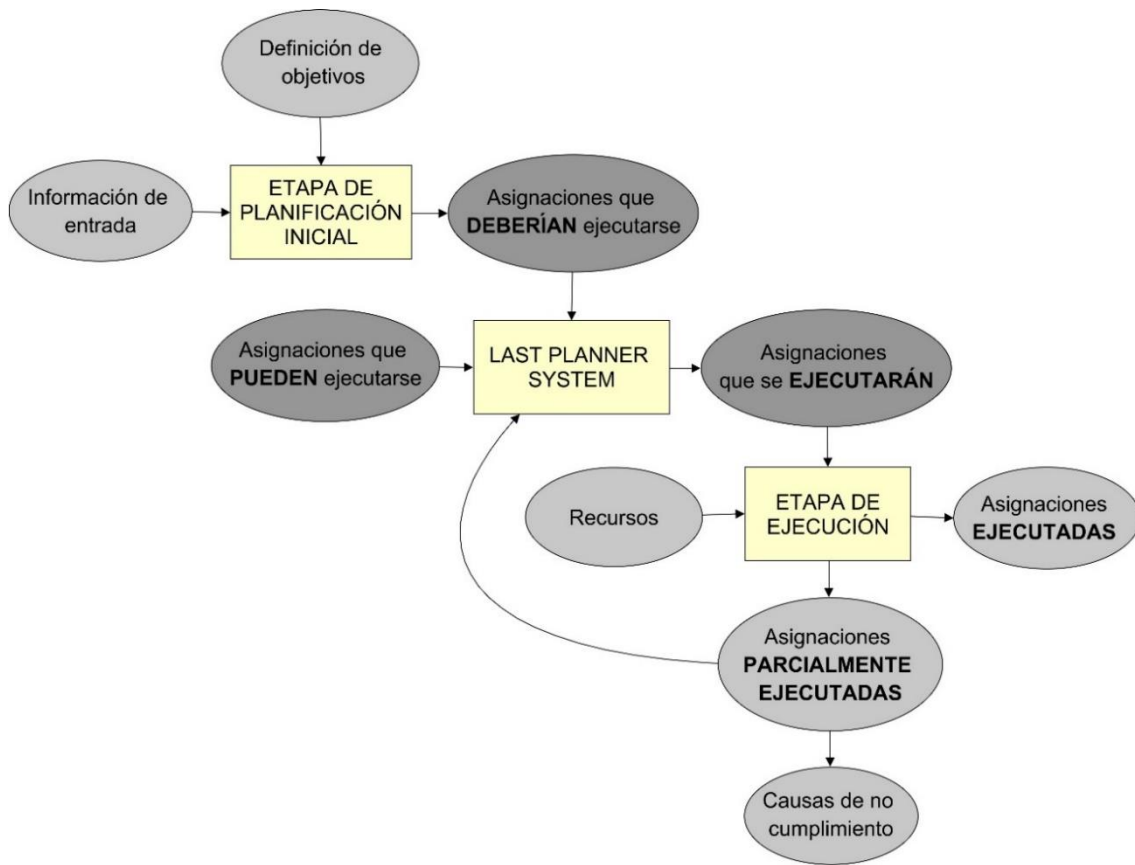 Definición de
objetivos
Información de
entrada
ETAPA DE
PLANIFICACIÓN
INICIAL
Asignaciones que
DEBERÍAN ejecutarse
Asignaciones que
PUEDEN ejecutarse
LAST PLANNER
SYSTEM
Asignaciones
que se EJECUTARÁN
Recursos
ETAPA DE
EJECUCIÓN
Asignaciones
EJECUTADAS
Asignaciones
PARCIALMENTE
EJECUTADAS
Causas de no
cumplimiento